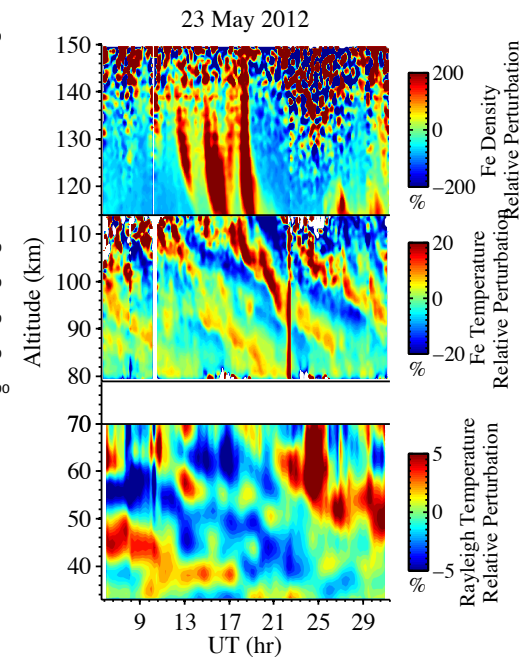 23 May 2012
150
140
130
120
110
100
90
80
70
60
50
40
Altitude (km)
9 13 17 21 25 29
UT (hr)
200
0
−200
%
Fe Density
Relative Perturbation
20
0
−20
%
Fe Temperature
Relative Perturbation
5
0
−5
%
Rayleigh Temperature
Relative Perturbation